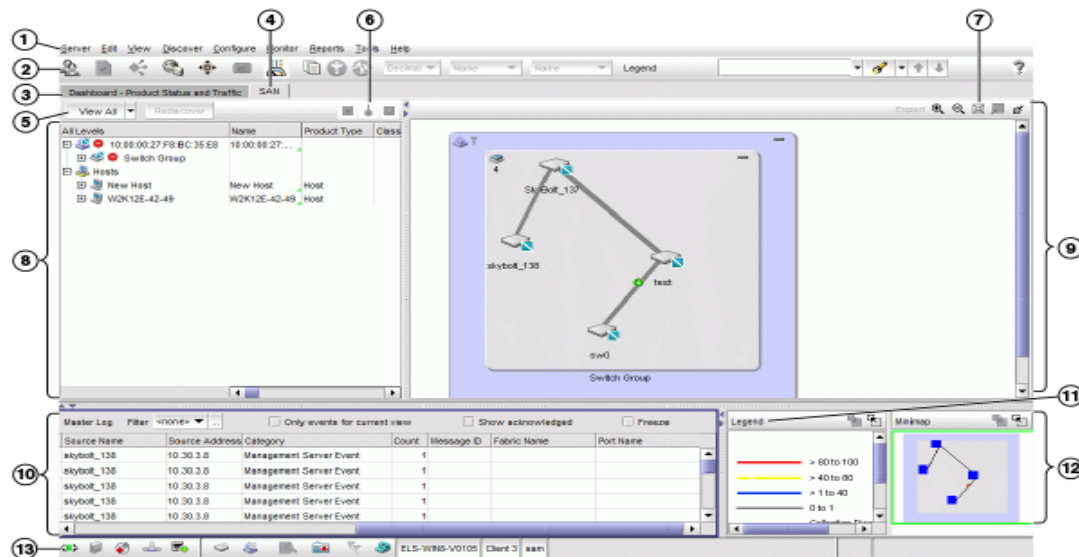 4 6 7
1 Server Edit View Discover Configure Monitor Reports Tools Help
2 Decimal Name Name Legend ?
3 Dashboard - Product Status and Traffic SAN
5 View All Rediscover Export
All Levels Name Product Type Class
10:00:00:27:F8:BC:35:E8 10:00:00:27:...
Switch Group
Hosts
New Host New Host Host
W2K12E-42-49 W2K12E-42-49 Host
8
9
4
SkyBolt_137
skybolt_138
test
sw0
Switch Group
11
Master Log Filter <none> ... Only events for current view Show acknowledged Freeze
Source Name Source Address Category Count Message ID Fabric Name Port Name
skybolt_138 10.30.3.8 Management Server Event 1
skybolt_138 10.30.3.8 Management Server Event 1
skybolt_138 10.30.3.8 Management Server Event 1
skybolt_138 10.30.3.8 Management Server Event 1
skybolt_138 10.30.3.8 Management Server Event 1
10
Legend
> 80 to 100
> 40 to 80
> 1 to 40
0 to 1
Minimap
12
13 ELS-WIN8-V0105 Client 3 sam